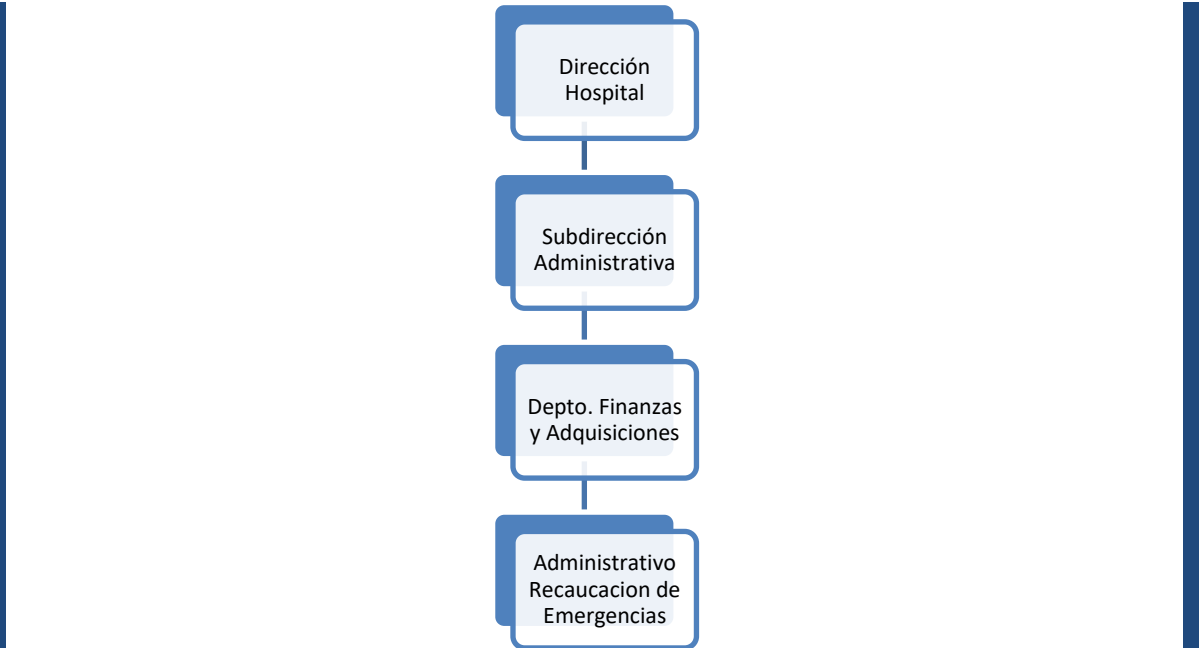 Dirección
Hospital
Subdirección
Administrativa
Depto. Finanzas
y Adquisiciones
Administrativo
Recaucacion de
Emergencias